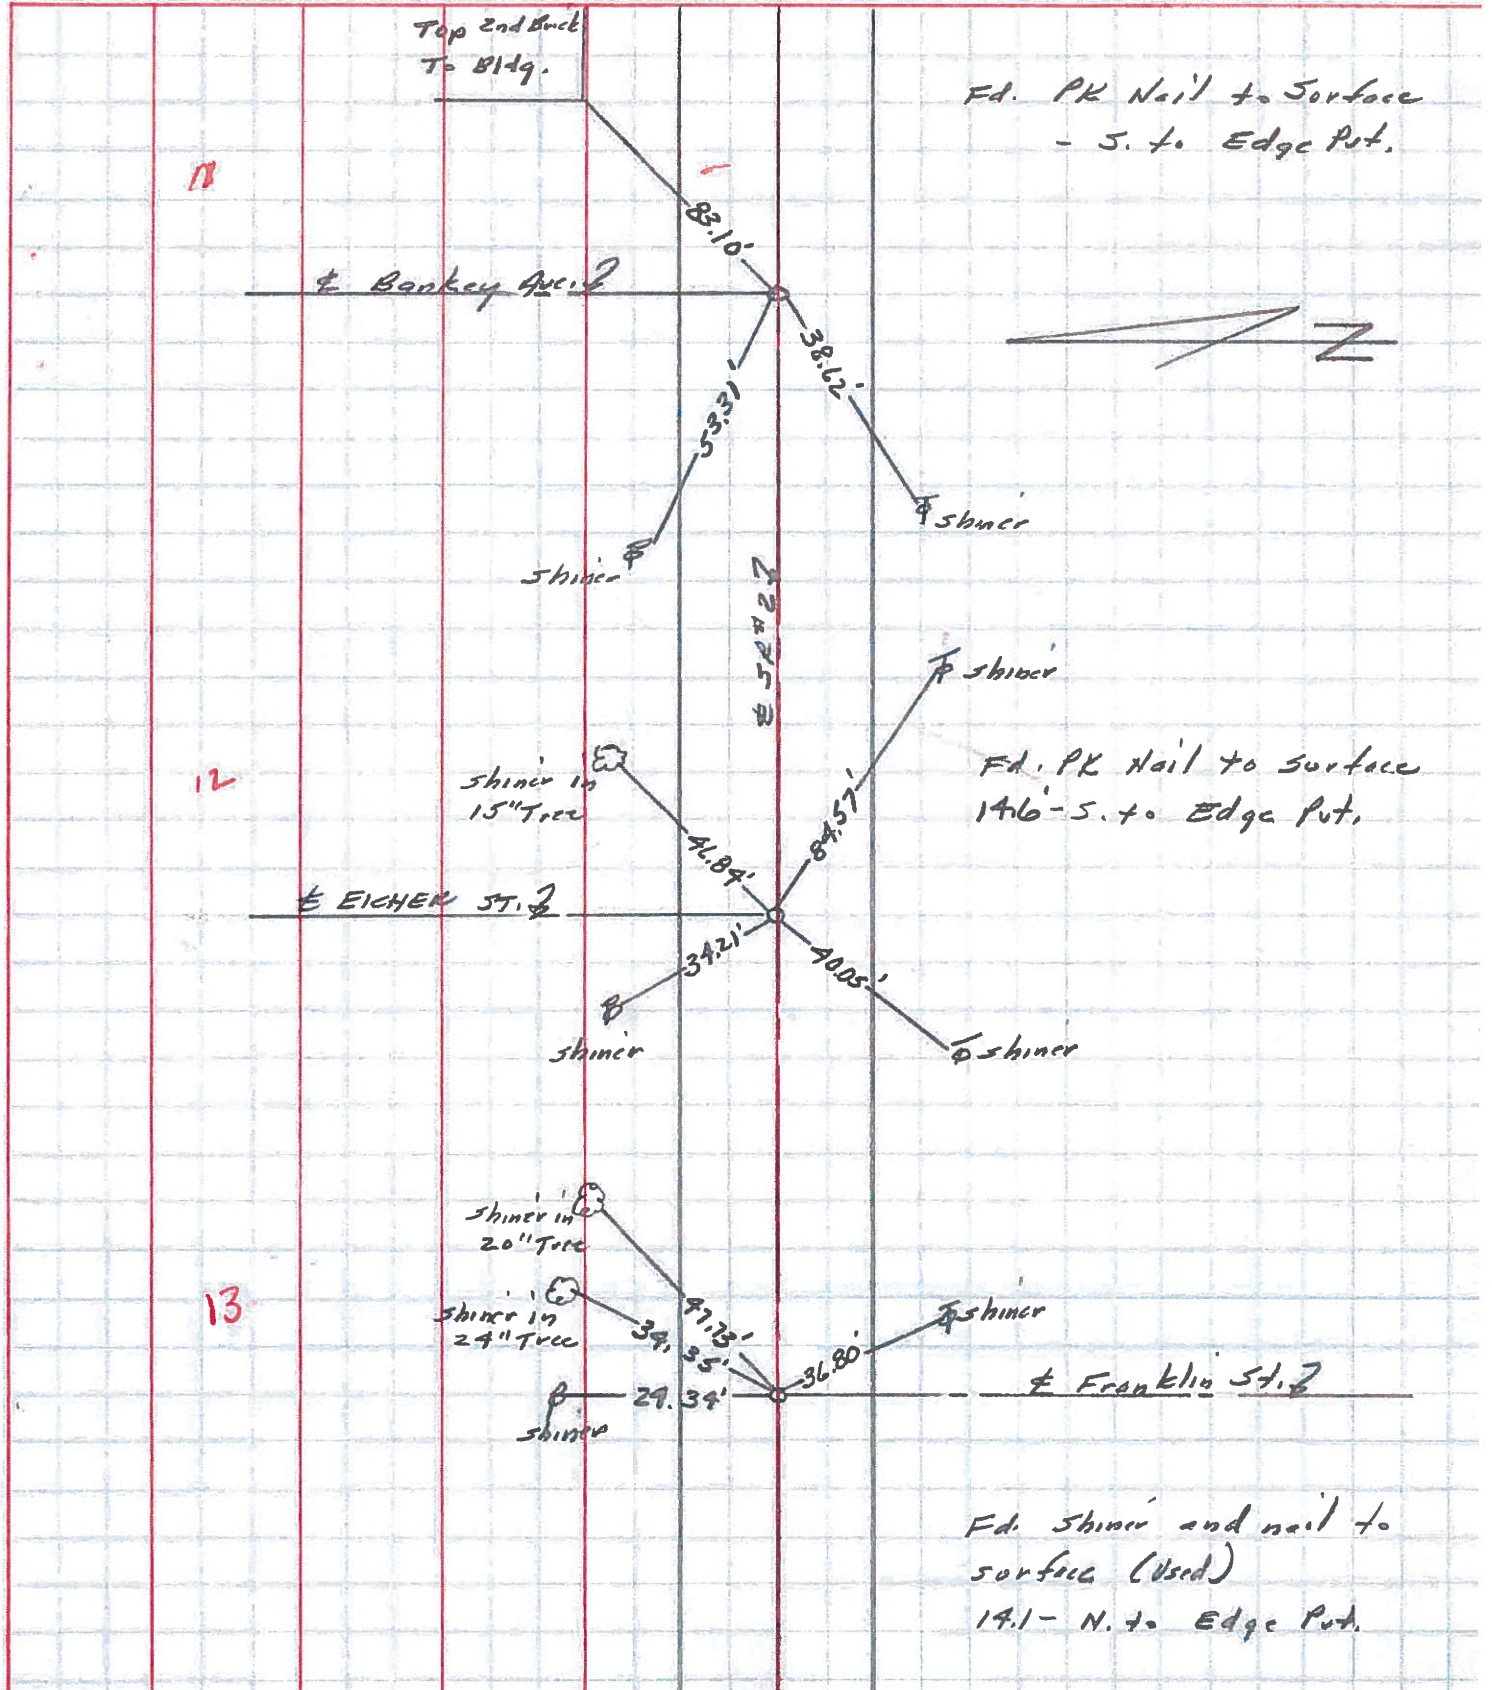 Top 2nd Brick
To Bldg.
Fd. PK Nail to Surface
- S. to Edge Pvt.
11
83.10'
℄ Bankey Ave.
38.62'
N
53.31'
shiner
shiner
℄ SR #2
shiner
12
shiner in
15" Tree
Fd. PK Nail to Surface
14.6' - S. to Edge Pvt.
84.57'
℄ EICHER ST.
34.21'
40.05'
shiner
shiner
shiner in
20" Tree
13
shiner in
24" Tree
47.73'
34.35'
shiner
36.80'
℄ Franklin St.
29.34'
shiner
Fd. Shiner and nail to
surface (Used)
14.1 - N. to Edge Pvt.